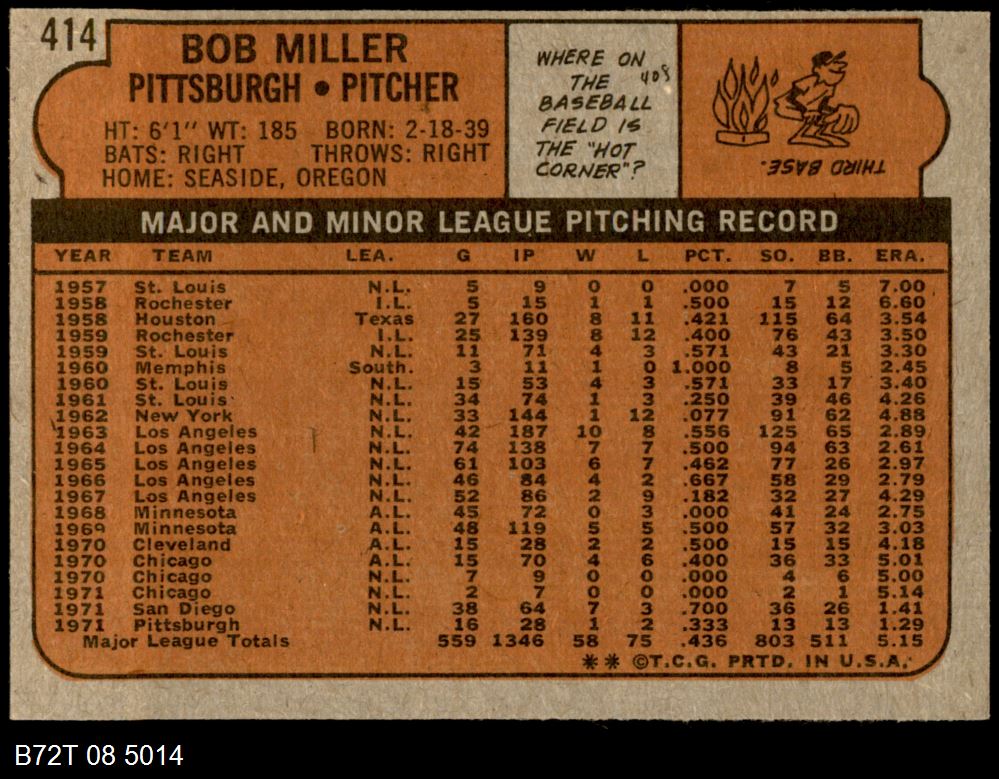 414
BOB MILLER
PITTSBURGH • PITCHER
HT: 6'1" WT: 185 BORN: 2-18-39
BATS: RIGHT THROWS: RIGHT
HOME: SEASIDE, OREGON
WHERE ON
THE
408
BASEBALL
FIELD IS
THE "HOT
CORNER"?
THIRD BASE.
MAJOR AND MINOR LEAGUE PITCHING RECORD
YEAR TEAM LEA. G IP W L PCT. SO. BB. ERA.
1957 St. Louis N.L. 5 9 0 0 .000 7 5 7.00
1958 Rochester I.L. 5 15 1 1 .500 15 12 6.60
1958 Houston Texas 27 160 8 11 .421 115 64 3.54
1959 Rochester I.L. 25 139 8 12 .400 76 43 3.50
1959 St. Louis N.L. 11 71 4 3 .571 43 21 3.30
1960 Memphis South. 3 11 1 0 1.000 8 5 2.45
1960 St. Louis N.L. 15 53 4 3 .571 33 17 3.40
1961 St. Louis N.L. 34 74 1 3 .250 39 46 4.26
1962 New York N.L. 33 144 1 12 .077 91 62 4.88
1963 Los Angeles N.L. 42 187 10 8 .556 125 65 2.89
1964 Los Angeles N.L. 74 138 7 7 .500 94 63 2.61
1965 Los Angeles N.L. 61 103 6 7 .462 77 26 2.97
1966 Los Angeles N.L. 46 84 4 2 .667 58 29 2.79
1967 Los Angeles N.L. 52 86 2 9 .182 32 27 4.29
1968 Minnesota A.L. 45 72 0 3 .000 41 24 2.75
1969 Minnesota A.L. 48 119 5 5 .500 57 32 3.03
1970 Cleveland A.L. 15 28 2 2 .500 15 15 4.18
1970 Chicago A.L. 15 70 4 6 .400 36 33 5.01
1970 Chicago N.L. 7 9 0 0 .000 4 6 5.00
1971 Chicago N.L. 2 7 0 0 .000 2 1 5.14
1971 San Diego N.L. 38 64 7 3 .700 36 26 1.41
1971 Pittsburgh N.L. 16 28 1 2 .333 13 13 1.29
Major League Totals 559 1346 58 75 .436 803 511 5.15
** ©T.C.G. PRTD. IN U.S.A.
B72T 08 5014